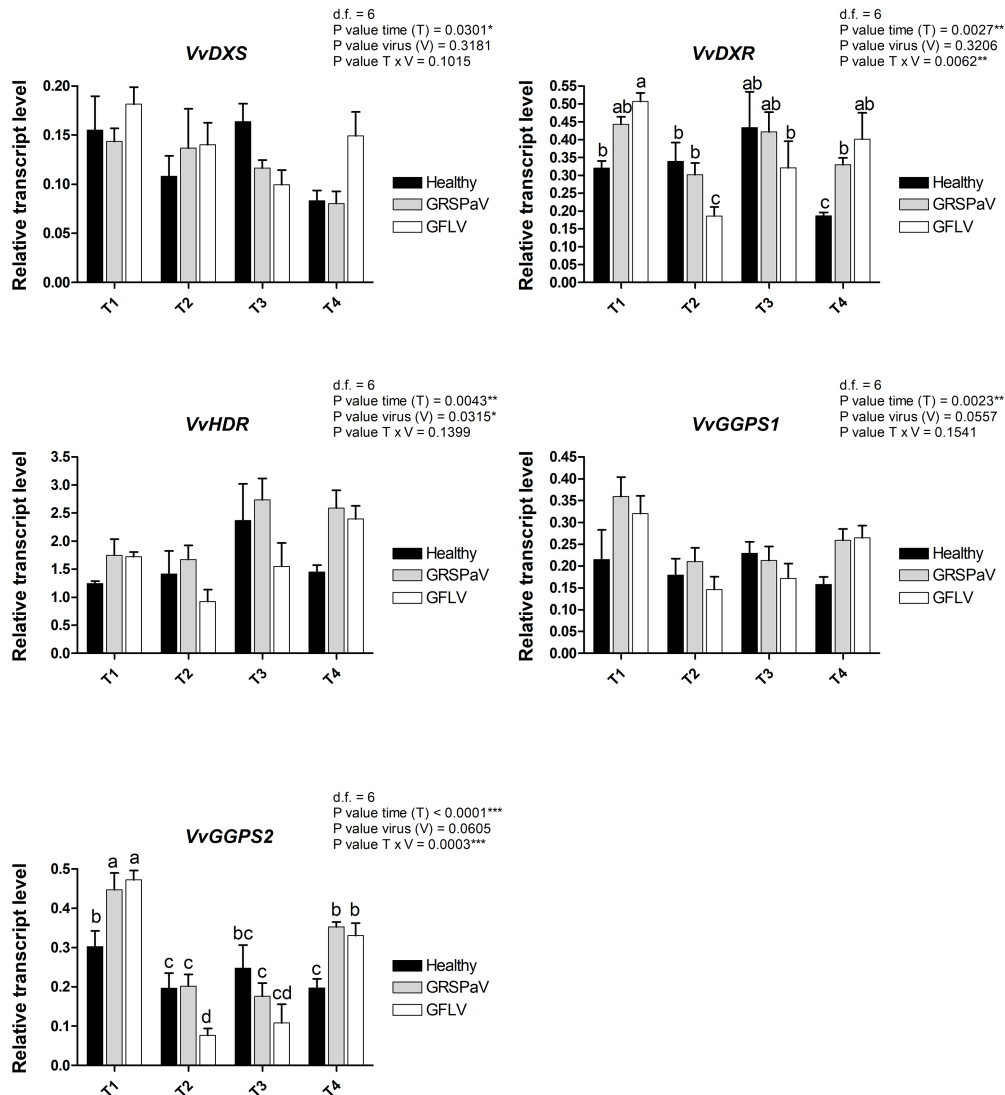 d.f. = 6
P value time (T) = 0.0301*
P value virus (V) = 0.3181
P value T x V = 0.1015
VvDXS
Relative transcript level
0.20
0.15
0.10
0.05
0.00
T1
T2
T3
T4
Healthy
GRSPaV
GFLV
d.f. = 6
P value time (T) = 0.0027**
P value virus (V) = 0.3206
P value T x V = 0.0062**
VvDXR
Relative transcript level
0.55
0.50
0.45
0.40
0.35
0.30
0.25
0.20
0.15
0.10
0.05
0.00
b ab a
b b c
ab ab b
c b ab
T1
T2
T3
T4
Healthy
GRSPaV
GFLV
d.f. = 6
P value time (T) = 0.0043**
P value virus (V) = 0.0315*
P value T x V = 0.1399
VvHDR
Relative transcript level
3.5
3.0
2.5
2.0
1.5
1.0
0.5
0.0
T1
T2
T3
T4
Healthy
GRSPaV
GFLV
d.f. = 6
P value time (T) = 0.0023**
P value virus (V) = 0.0557
P value T x V = 0.1541
VvGGPS1
Relative transcript level
0.45
0.40
0.35
0.30
0.25
0.20
0.15
0.10
0.05
0.00
T1
T2
T3
T4
Healthy
GRSPaV
GFLV
d.f. = 6
P value time (T) < 0.0001***
P value virus (V) = 0.0605
P value T x V = 0.0003***
VvGGPS2
Relative transcript level
0.5
0.4
0.3
0.2
0.1
0.0
b a a
c c d
bc c cd
c b b
T1
T2
T3
T4
Healthy
GRSPaV
GFLV